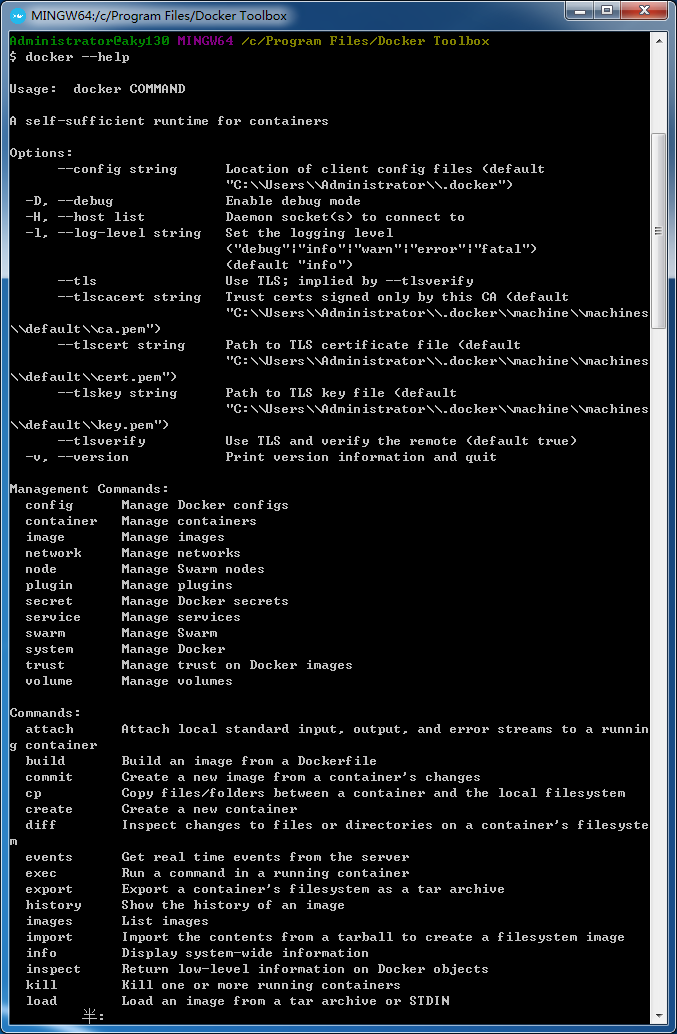 MINGW64:/c/Program Files/Docker Toolbox
Administrator@aky130 MINGW64 /c/Program Files/Docker Toolbox
$ docker --help
Usage:  docker COMMAND
A self-sufficient runtime for containers
Options:
      --config string      Location of client config files (default
                           "C:\\Users\\Administrator\\.docker")
  -D, --debug              Enable debug mode
  -H, --host list          Daemon socket(s) to connect to
  -l, --log-level string   Set the logging level
                           ("debug"|"info"|"warn"|"error"|"fatal")
                           (default "info")
      --tls                Use TLS; implied by --tlsverify
      --tlscacert string   Trust certs signed only by this CA (default
                           "C:\\Users\\Administrator\\.docker\\machine\\machines
\\default\\ca.pem")
      --tlscert string     Path to TLS certificate file (default
                           "C:\\Users\\Administrator\\.docker\\machine\\machines
\\default\\cert.pem")
      --tlskey string      Path to TLS key file (default
                           "C:\\Users\\Administrator\\.docker\\machine\\machines
\\default\\key.pem")
      --tlsverify          Use TLS and verify the remote (default true)
  -v, --version            Print version information and quit
Management Commands:
  config      Manage Docker configs
  container   Manage containers
  image       Manage images
  network     Manage networks
  node        Manage Swarm nodes
  plugin      Manage plugins
  secret      Manage Docker secrets
  service     Manage services
  swarm       Manage Swarm
  system      Manage Docker
  trust       Manage trust on Docker images
  volume      Manage volumes
Commands:
  attach      Attach local standard input, output, and error streams to a runnin
g container
  build       Build an image from a Dockerfile
  commit      Create a new image from a container's changes
  cp          Copy files/folders between a container and the local filesystem
  create      Create a new container
  diff        Inspect changes to files or directories on a container's filesyste
m
  events      Get real time events from the server
  exec        Run a command in a running container
  export      Export a container's filesystem as a tar archive
  history     Show the history of an image
  images      List images
  import      Import the contents from a tarball to create a filesystem image
  info        Display system-wide information
  inspect     Return low-level information on Docker objects
  kill        Kill one or more running containers
  load        Load an image from a tar archive or STDIN
半: